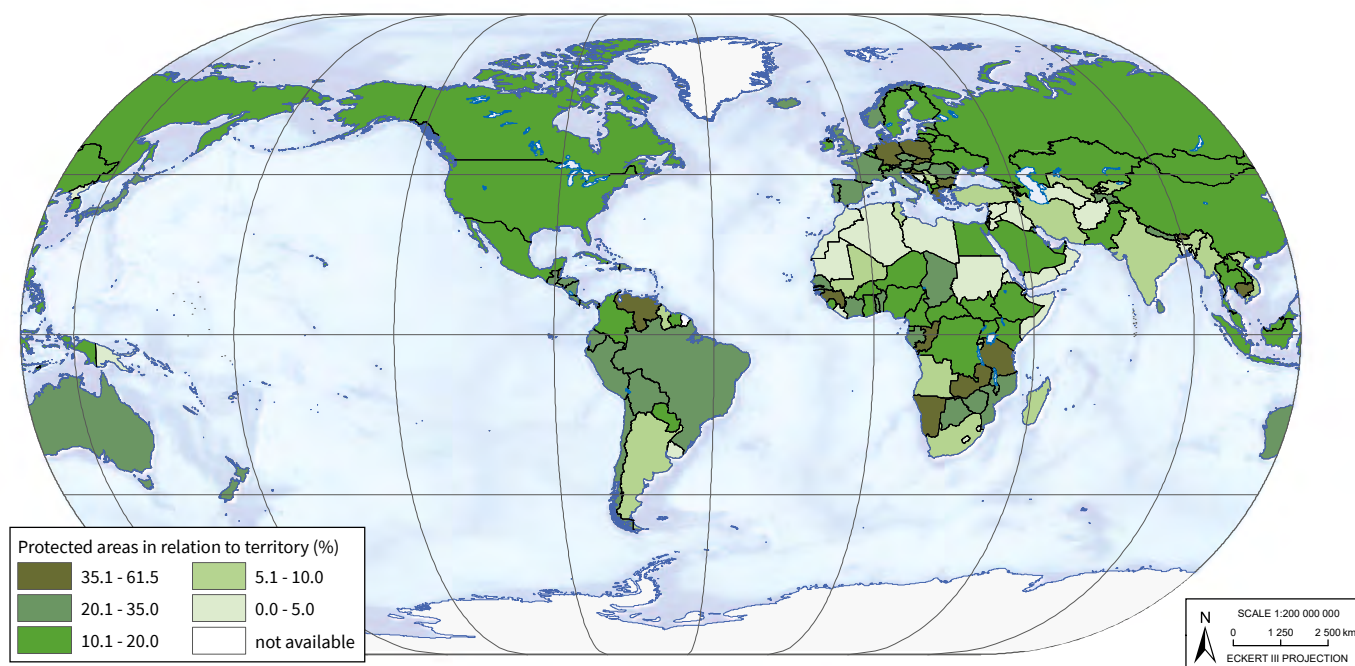 Protected areas in relation to territory (%)
35.1 - 61.5
5.1 - 10.0
20.1 - 35.0
0.0 - 5.0
10.1 - 20.0
not available
N
SCALE 1:200 000 000
0 1 250 2 500 km
ECKERT III PROJECTION